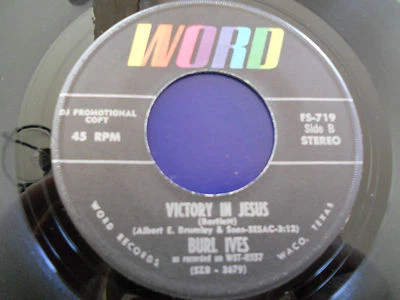 WORD
DJ PROMOTIONAL
COPY
45 RPM
FS-719
Side B
STEREO
VICTORY IN JESUS
(Bartlett)
(Albert E. Brumley & Sons-SESAC-3:12)
BURL IVES
as recorded on WST-8537
(SZB - 3679)
WORD RECORDS
WACO, TEXAS